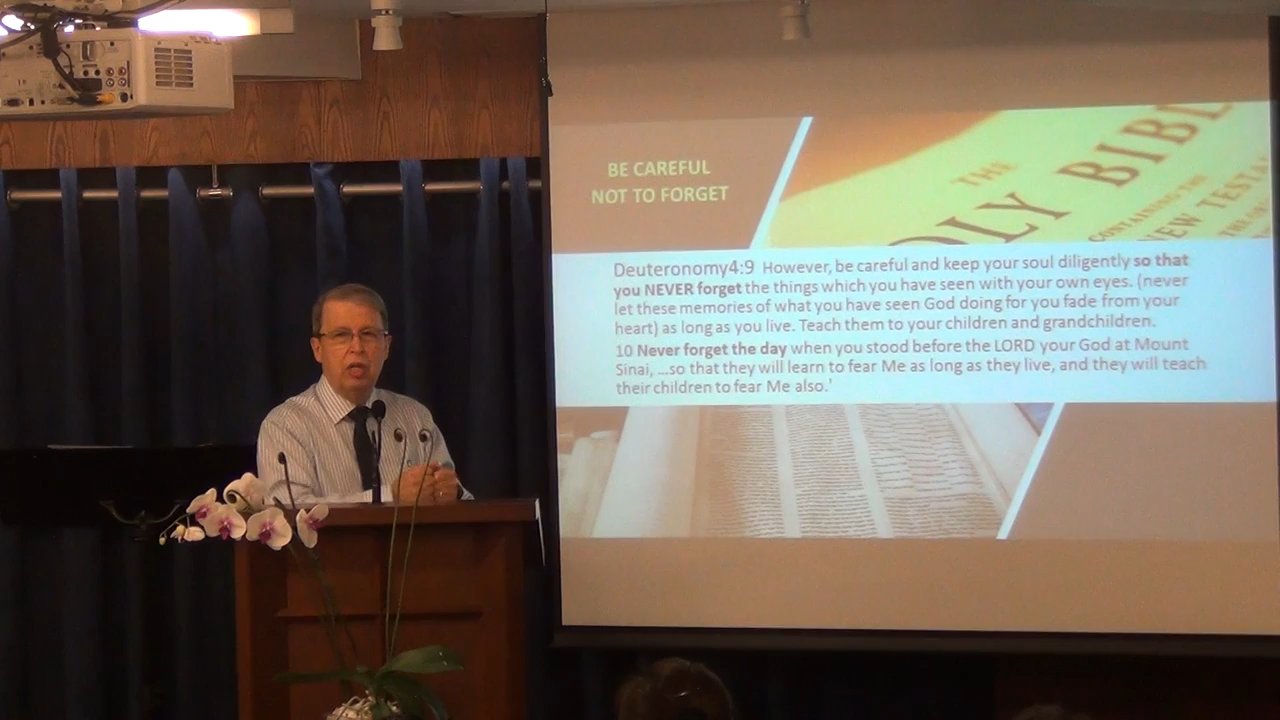 BE CAREFUL
NOT TO FORGET
THE
OLY BIBL
CONTAINING THE
NEW TESTA
Deuteronomy4:9 However, be careful and keep your soul diligently so that
you NEVER forget the things which you have seen with your own eyes. (never
let these memories of what you have seen God doing for you fade from your
heart) as long as you live. Teach them to your children and grandchildren.
10 Never forget the day when you stood before the LORD your God at Mount
Sinai, ...so that they will learn to fear Me as long as they live, and they will teach
their children to fear Me also.'